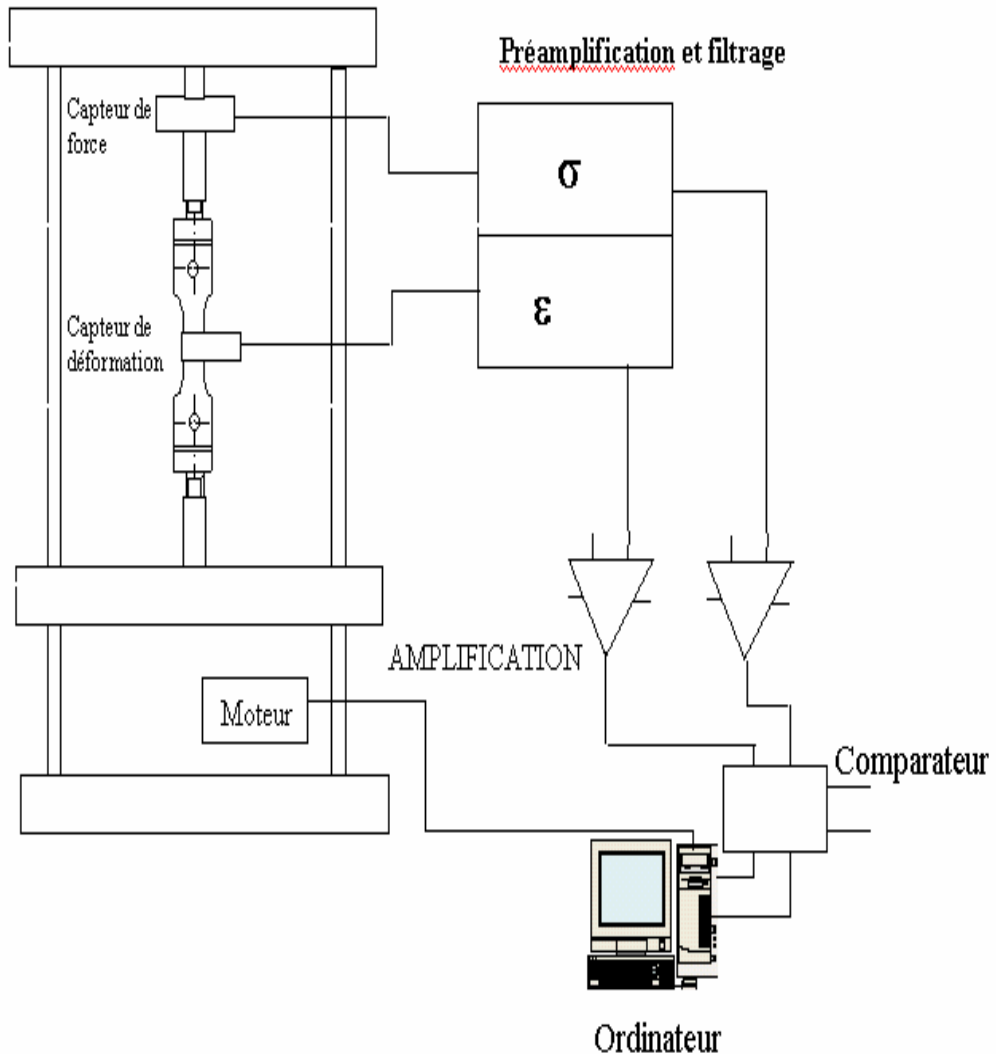 Préamplification et filtrage
Capteur de
force
σ
ε
Capteur de
déformation
AMPLIFICATION
Moteur
Comparateur
Ordinateur